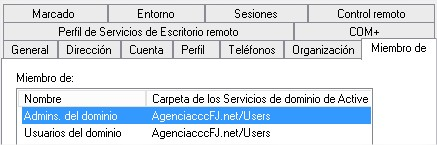 Marcado Entorno Sesiones Control remoto
Perfil de Servicios de Escritorio remoto COM+
General Dirección Cuenta Perfil Teléfonos Organización Miembro de
Miembro de:
Nombre Carpeta de los Servicios de dominio de Active
Admins. del dominio AgenciacccFJ.net/Users
Usuarios del dominio AgenciacccFJ.net/Users